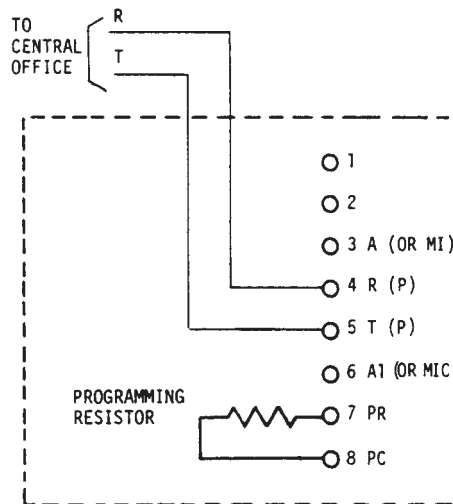 TO
CENTRAL
OFFICE
R
T
1
2
3 A (OR MI)
4 R (P)
5 T (P)
6 A1 (OR MIC
PROGRAMMING
RESISTOR
7 PR
8 PC